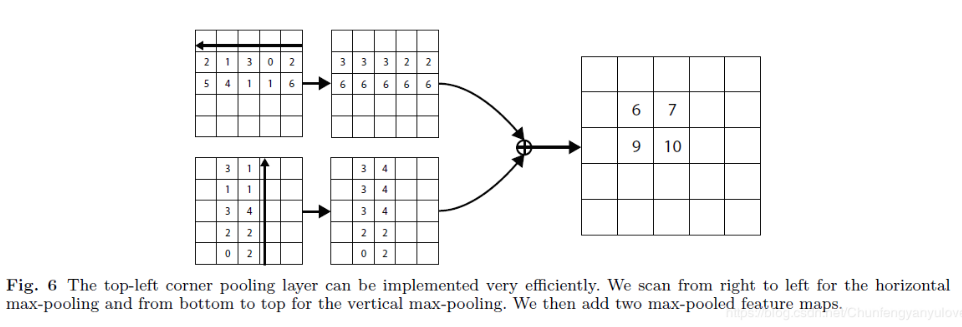 2 1 3 0 2
5 4 1 1 6
3 3 3 2 2
6 6 6 6 6
6 7
9 10
3 1
1 1
3 4
2 2
0 2
3 4
3 4
3 4
2 2
0 2
Fig. 6 The top-left corner pooling layer can be implemented very efficiently. We scan from right to left for the horizontal
max-pooling and from bottom to top for the vertical max-pooling. We then add two max-pooled feature maps.
https://blog.csdn.net/Chunfengyanyulove